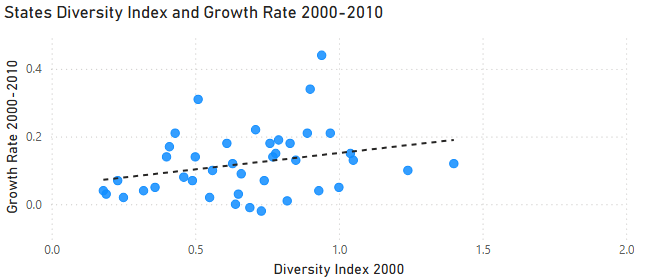 States Diversity Index and Growth Rate 2000-2010
Growth Rate 2000-2010
0.4
0.2
0.0
0.0 0.5 1.0 1.5 2.0
Diversity Index 2000